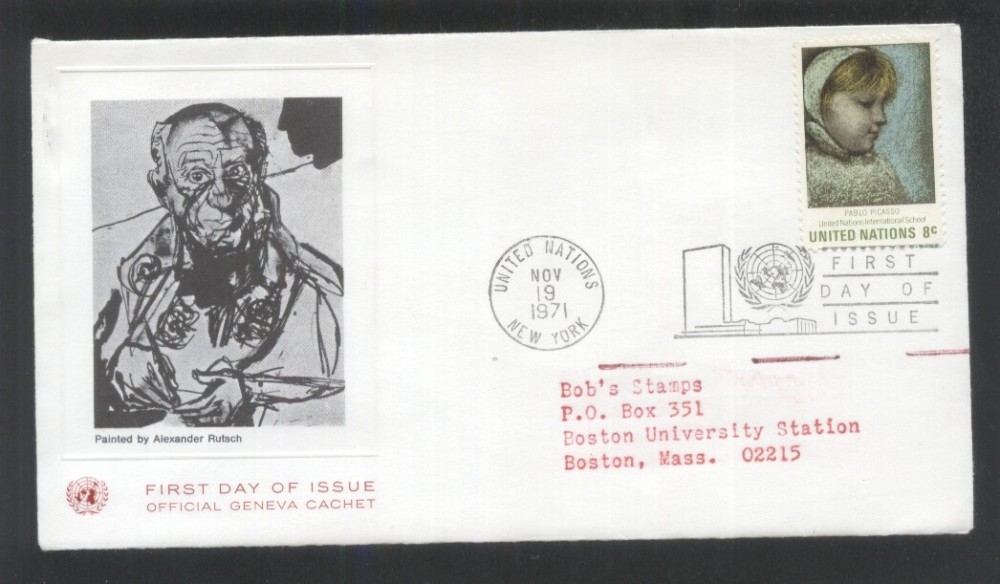 PABLO PICASSO
United Nations International School
UNITED NATIONS 8c
UNITED NATIONS
NOV
19
1971
NEW YORK
FIRST
DAY OF
ISSUE
Bob's Stamps
P.O. Box 351
Boston University Station
Boston, Mass. 02215
Painted by Alexander Rutsch
FIRST DAY OF ISSUE
OFFICIAL GENEVA CACHET